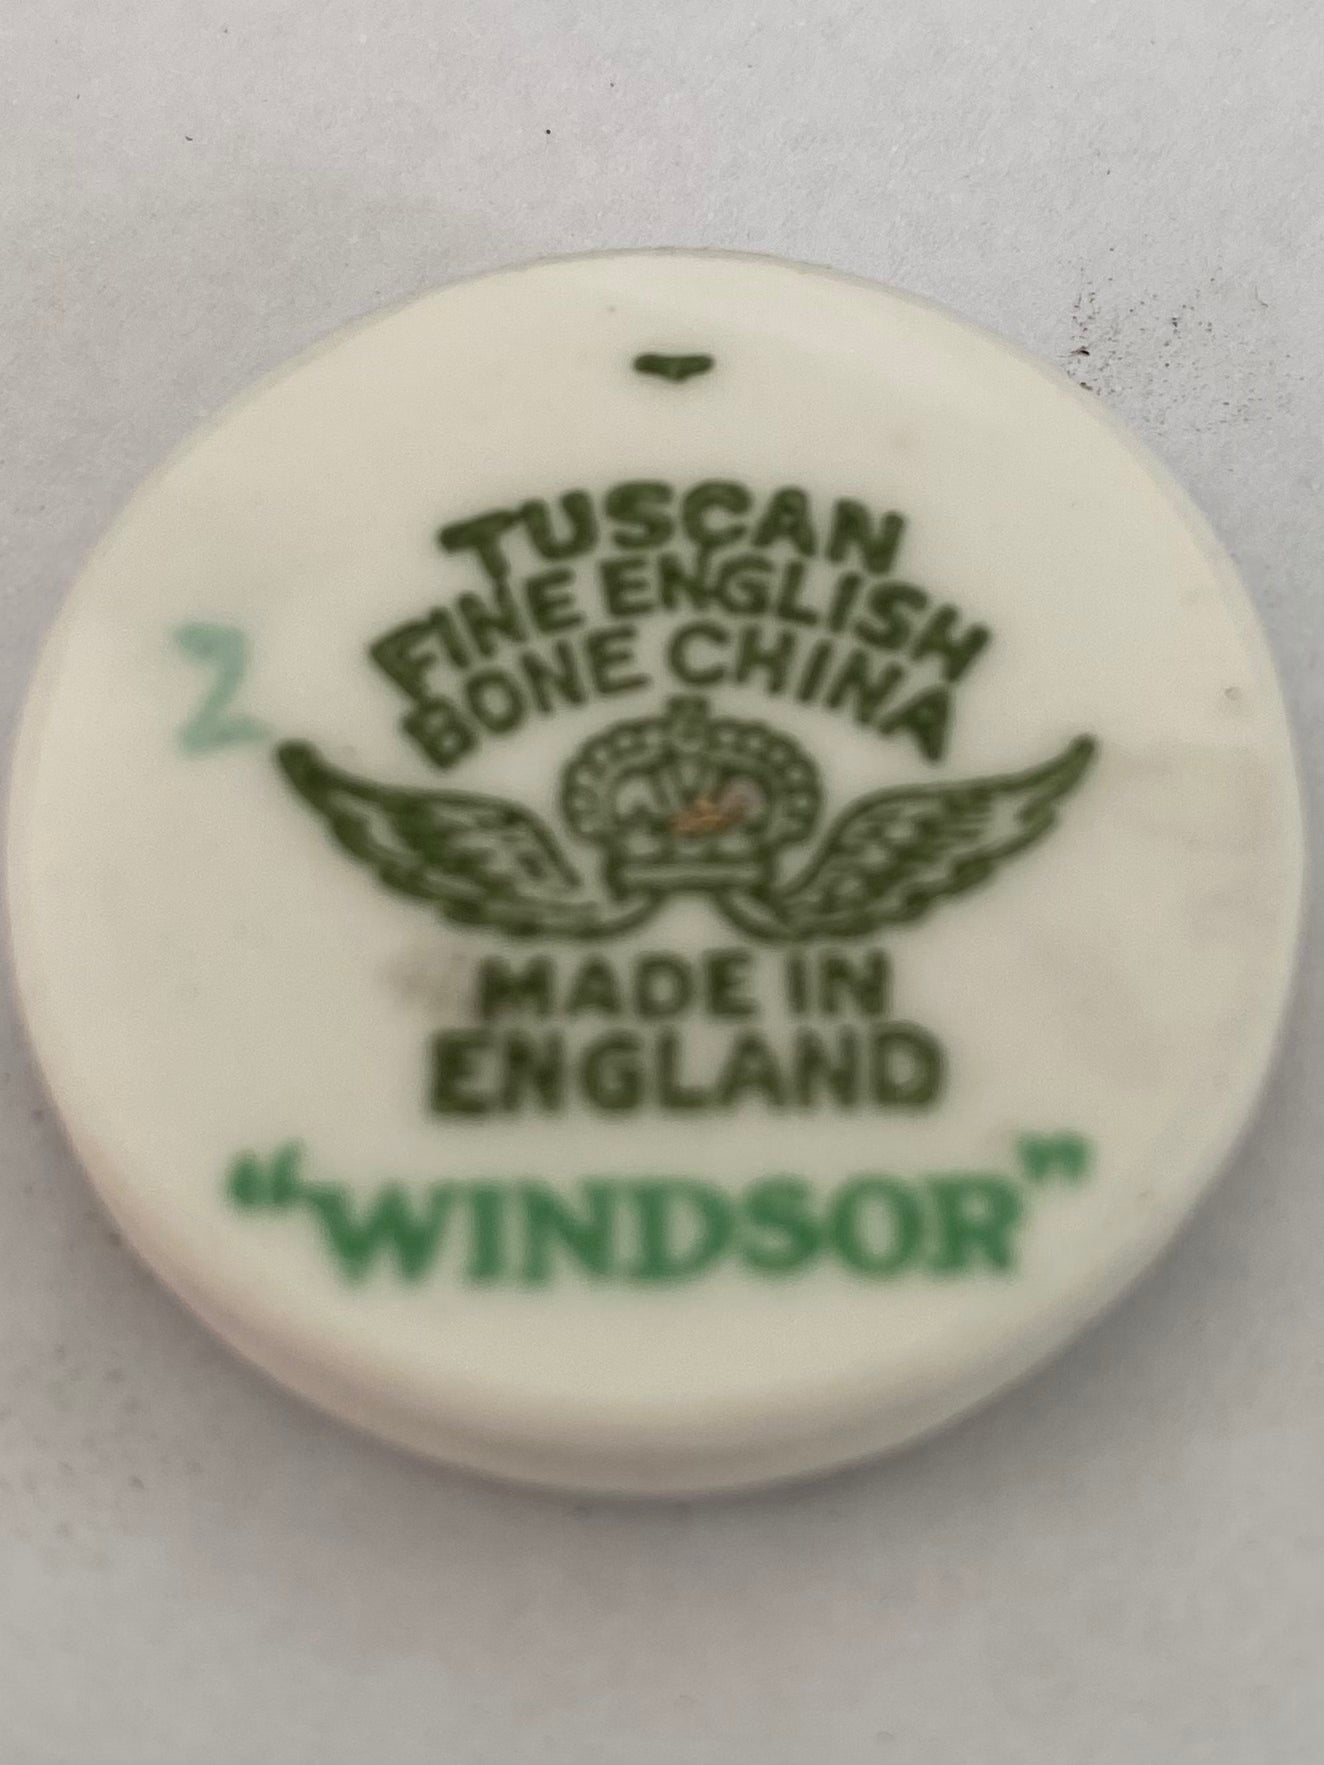 TUSCAN
FINE ENGLISH
BONE CHINA
2
MADE IN
ENGLAND
"WINDSOR"